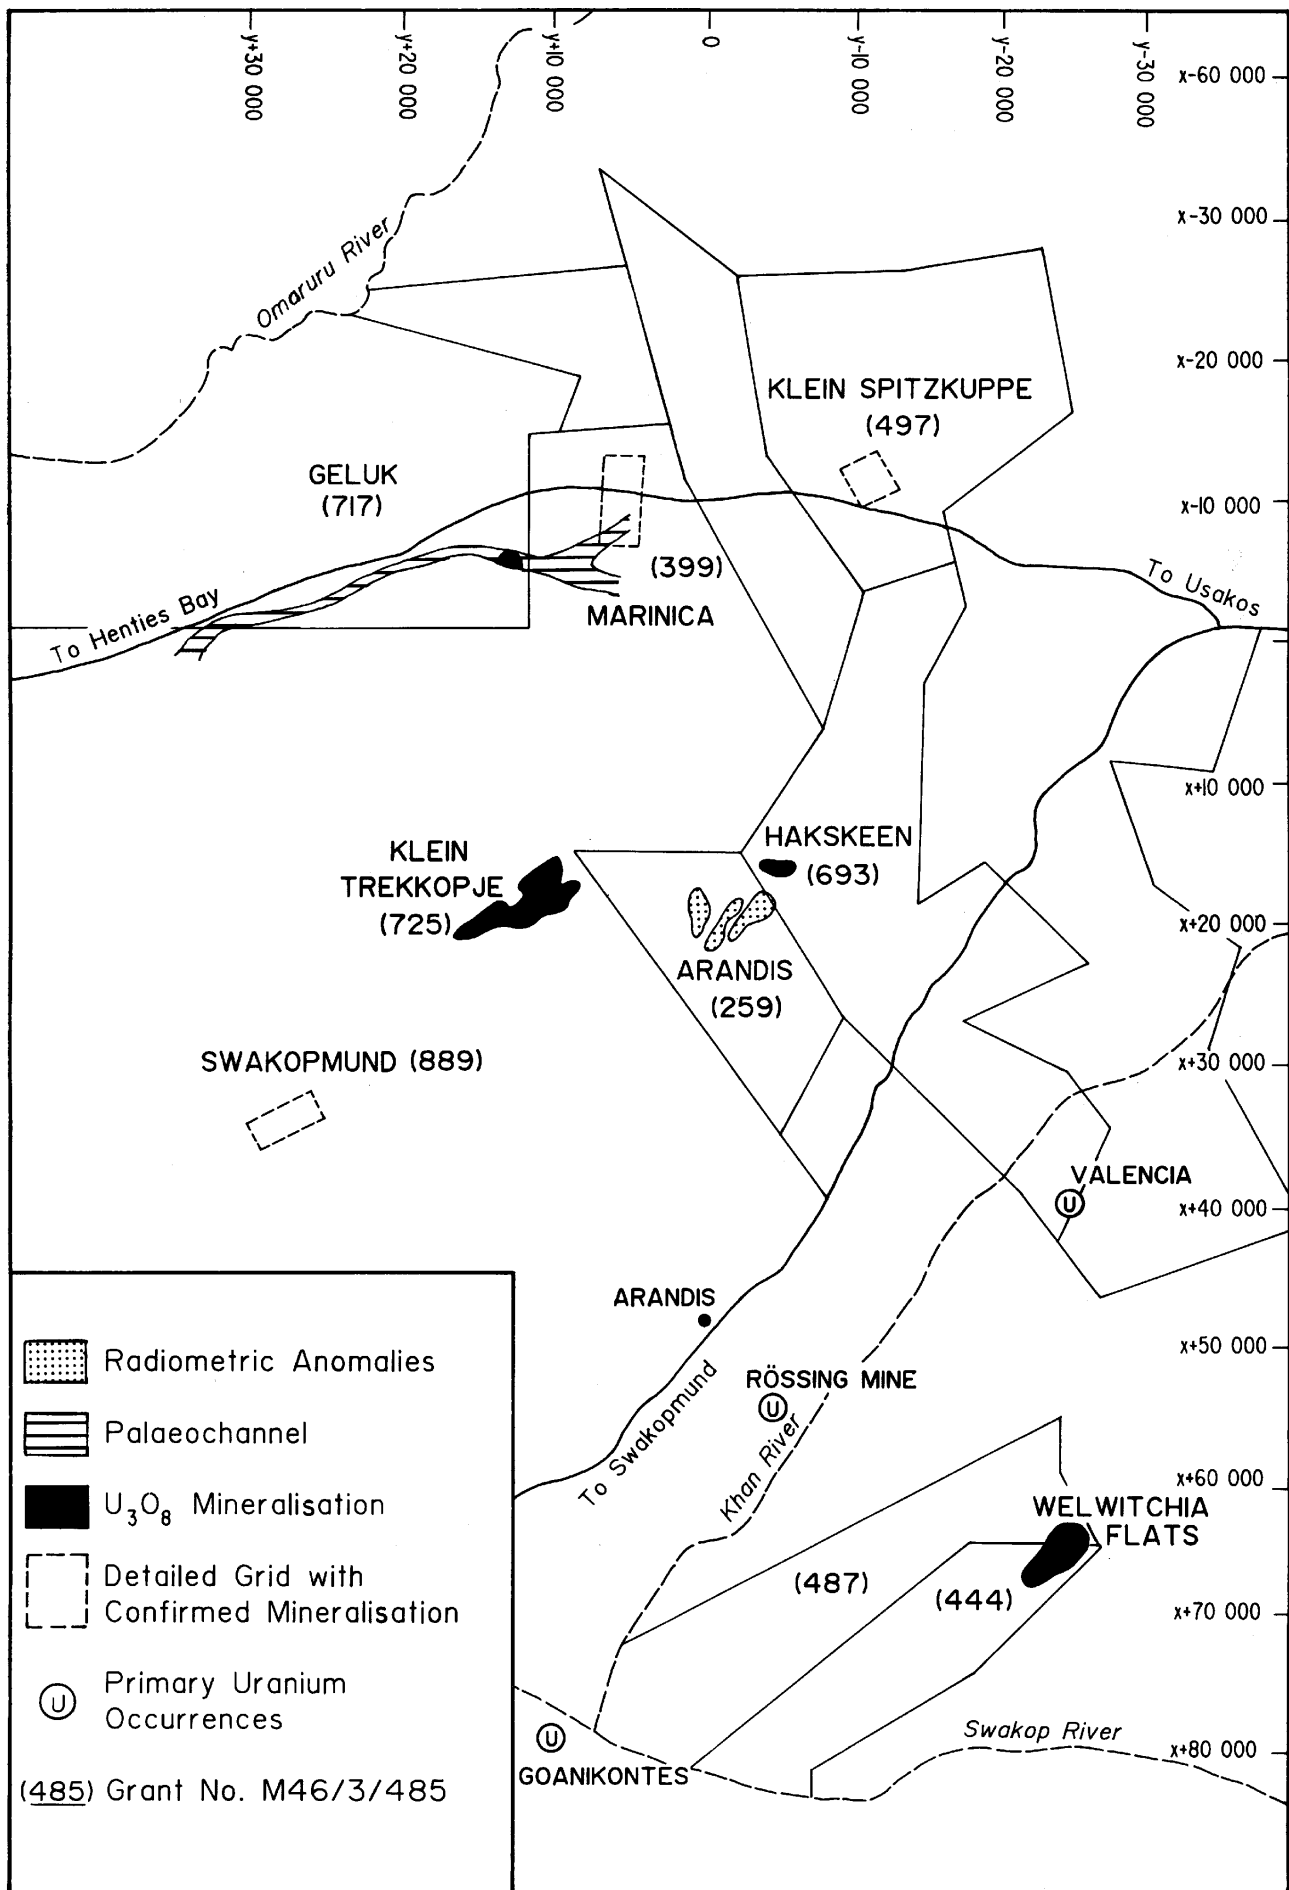 y+30 000
y+20 000
y+10 000
0
y-10 000
y-20 000
y-30 000
x-60 000
x-30 000
x-20 000
x-10 000
x+10 000
x+20 000
x+30 000
x+40 000
x+50 000
x+60 000
x+70 000
x+80 000
Omaruru River
KLEIN SPITZKUPPE
(497)
GELUK
(717)
(399)
MARINICA
To Henties Bay
To Usakos
KLEIN
TREKKOPJE
(725)
HAKSKEEN
(693)
ARANDIS
(259)
SWAKOPMUND (889)
VALENCIA
U
ARANDIS
RÖSSING MINE
U
To Swakopmund
Khan River
WELWITCHIA
FLATS
(487)
(444)
Swakop River
U
GOANIKONTES
Radiometric Anomalies
Palaeochannel
U₃O₈ Mineralisation
Detailed Grid with
Confirmed Mineralisation
U
Primary Uranium
Occurrences
(485) Grant No. M46/3/485